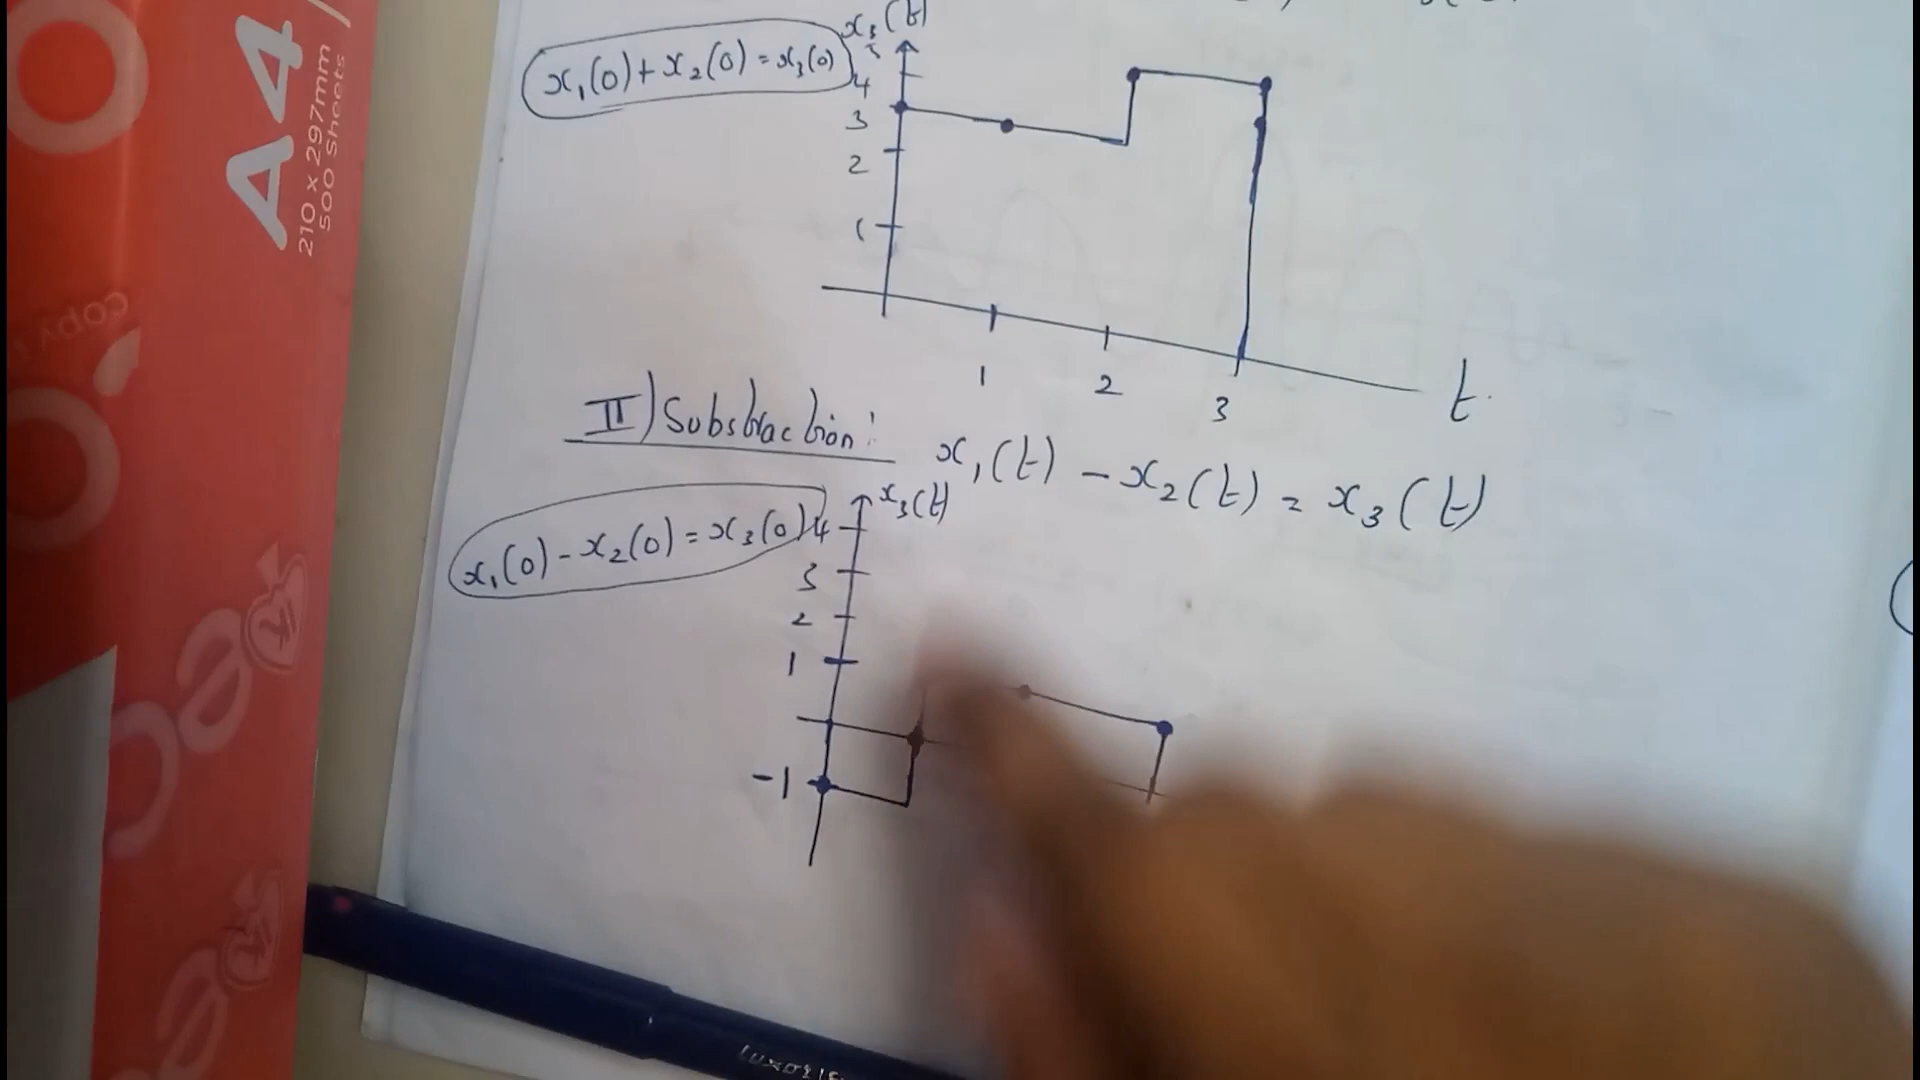 x₃(t)
x₁(0)+x₂(0)=x₃(0)
4
3
2
1
1 2 3 t
II) Substraction: x₁(t) - x₂(t) = x₃(t)
x₃(t)
x₁(0)-x₂(0)=x₃(0)
4
3
2
1
-1
A4
210 x 297mm
500 Sheets
copy